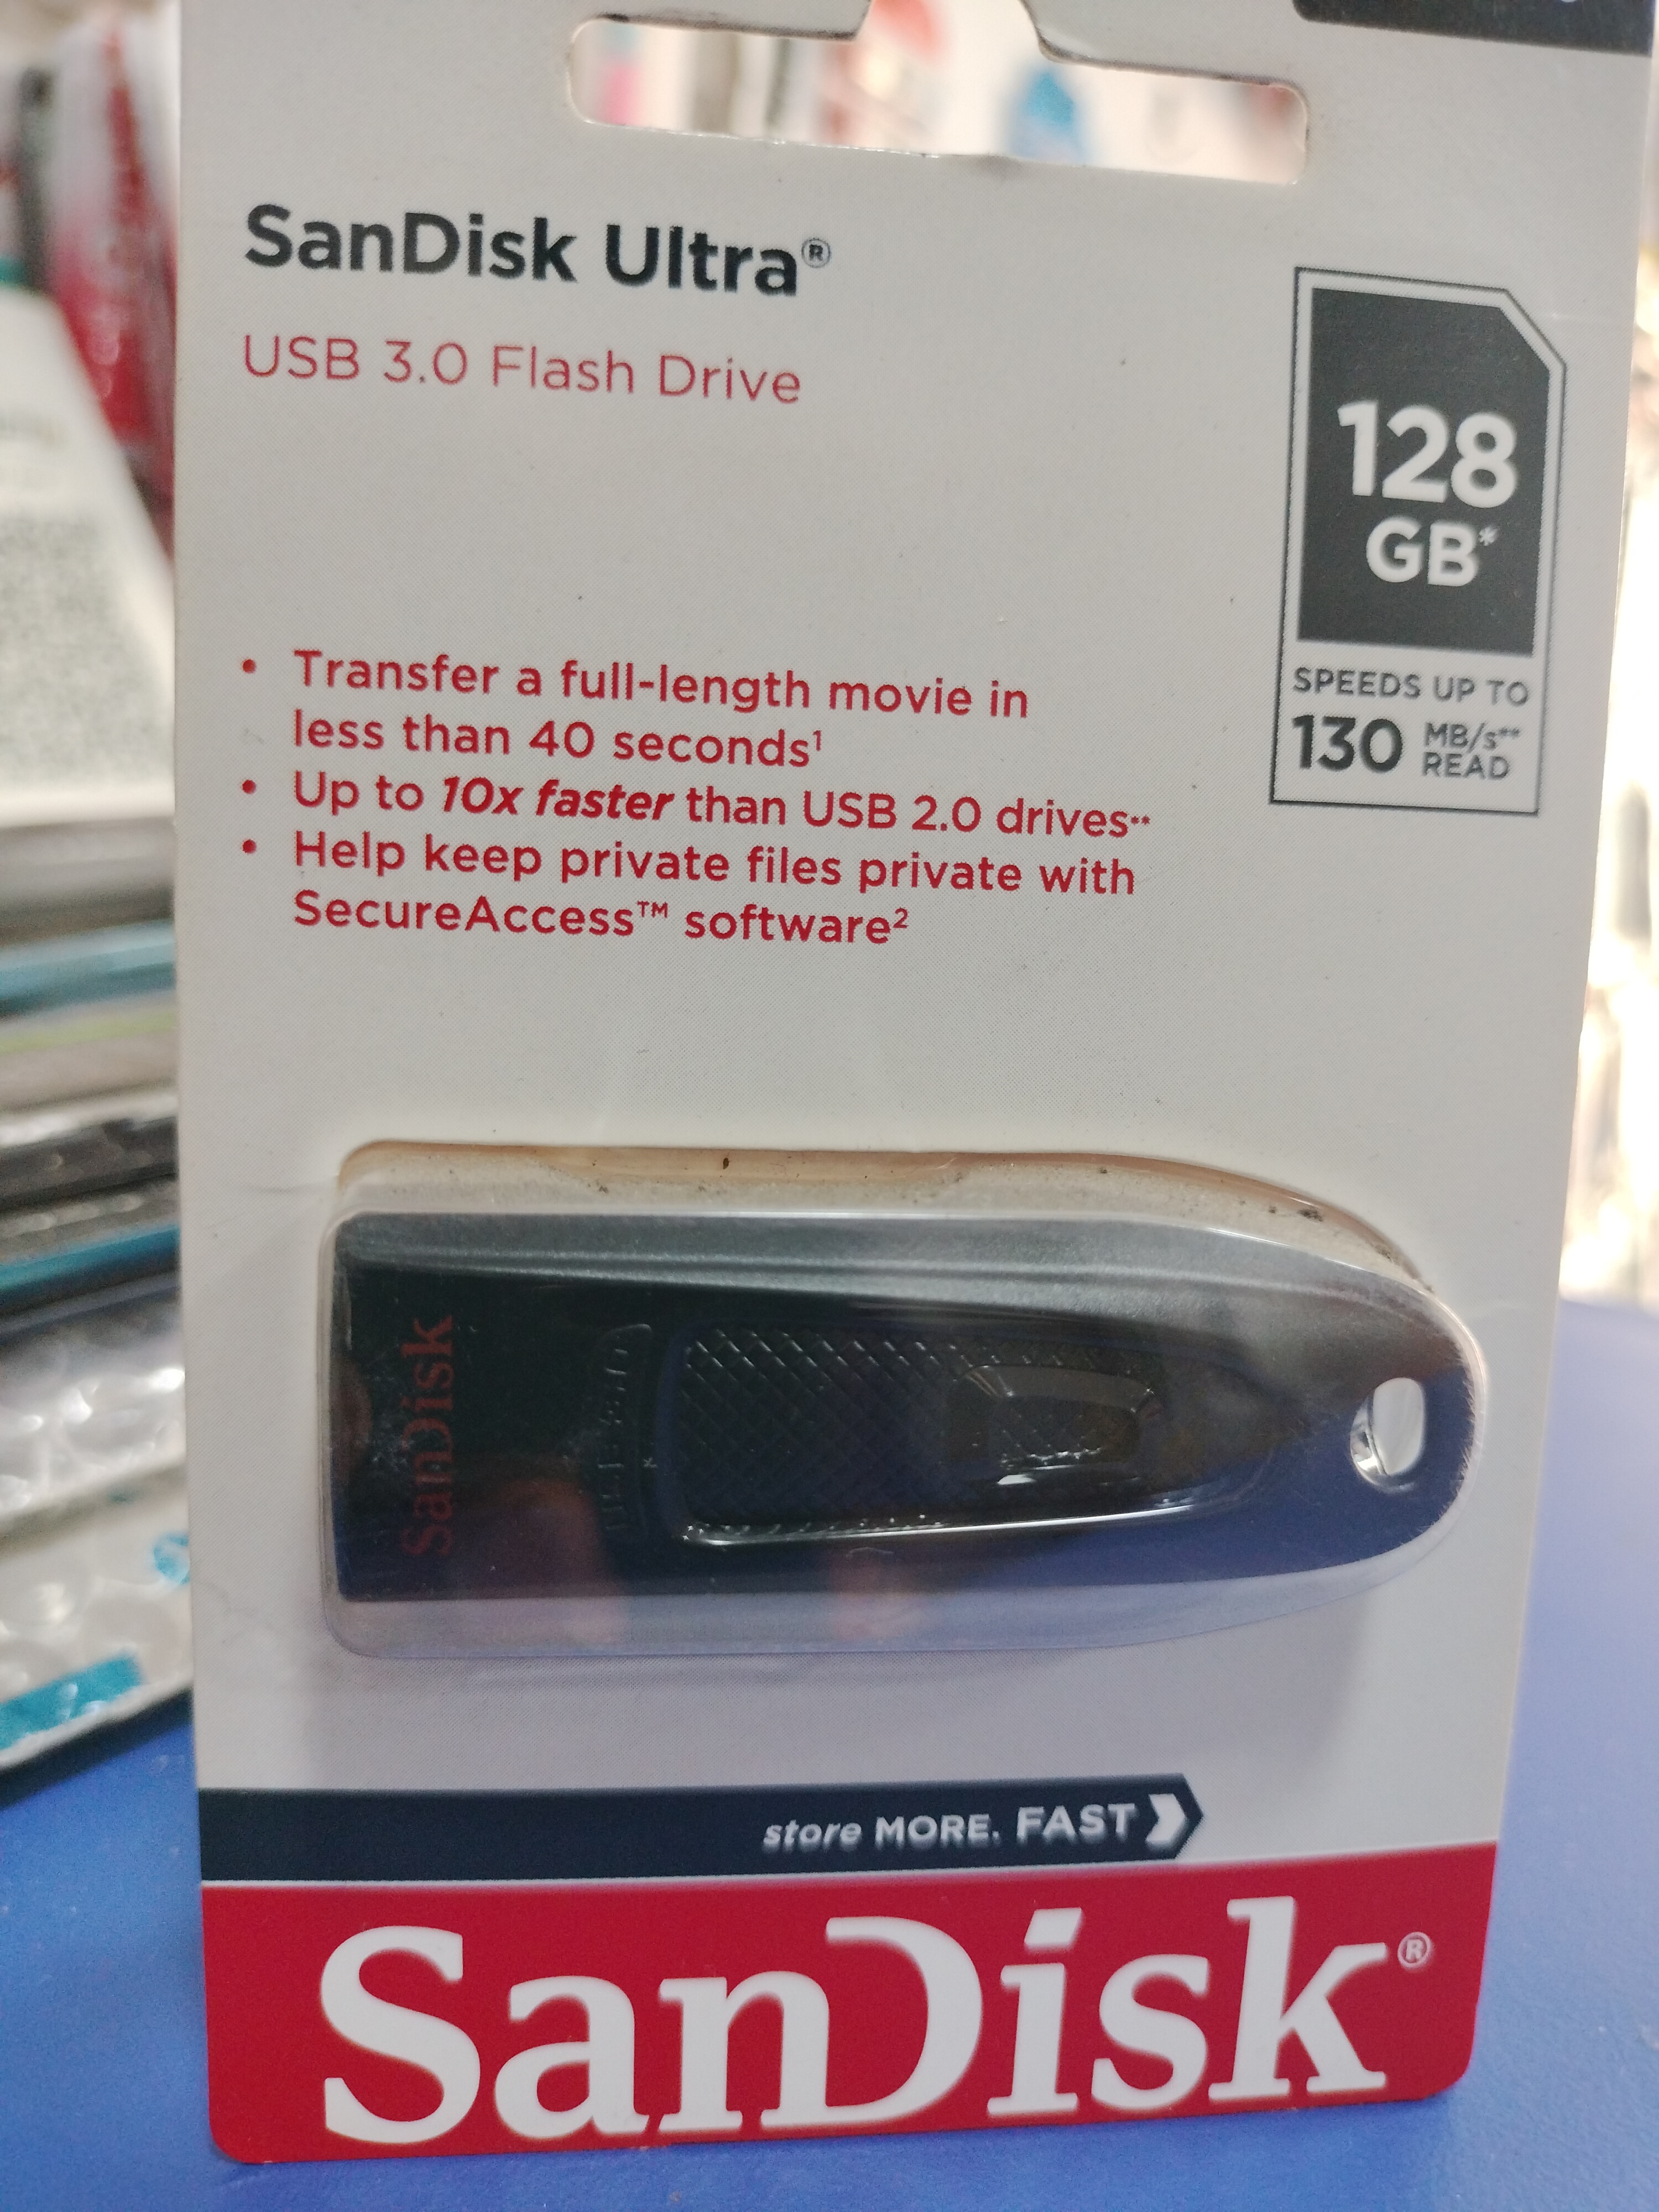 SanDisk Ultra®
USB 3.0 Flash Drive
128
GB*
SPEEDS UP TO
130 MB/s**
READ
• Transfer a full-length movie in
less than 40 seconds¹
• Up to 10x faster than USB 2.0 drives**
• Help keep private files private with
SecureAccess™ software²
SanDisk
store MORE. FAST
SanDisk®